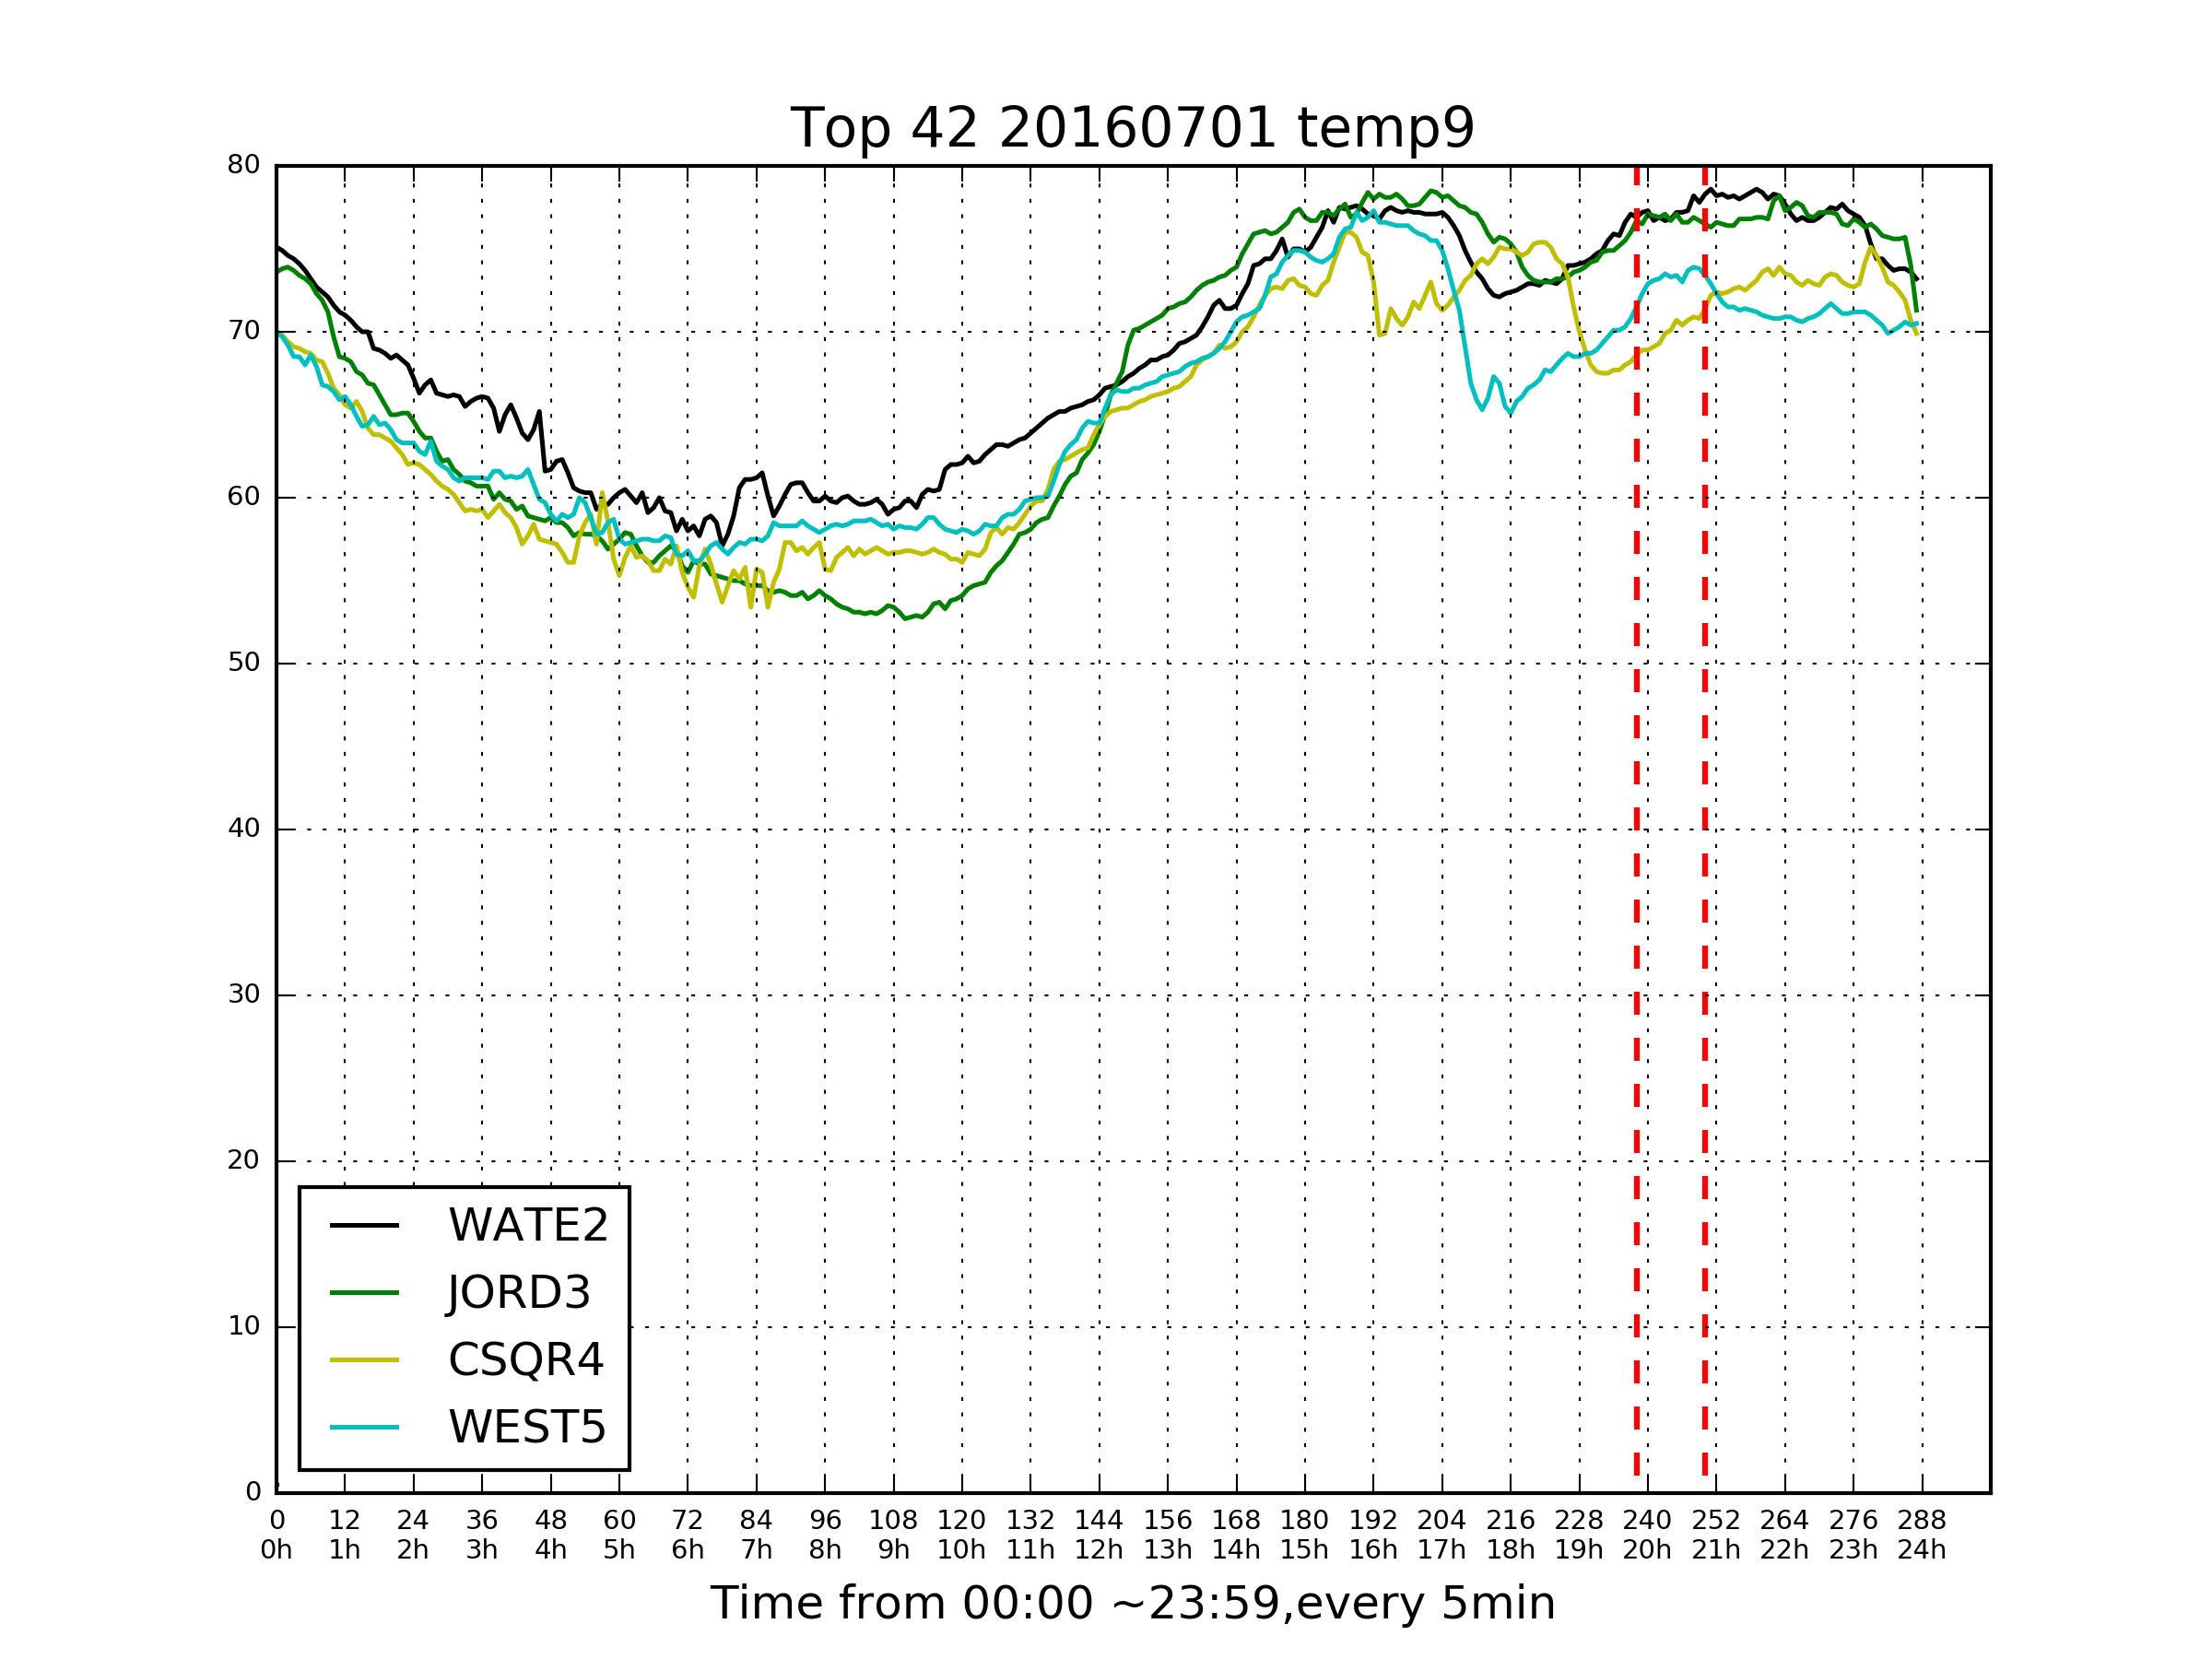 Top 42 20160701 temp9
80
70
60
50
40
30
20
10
0
WATE2
JORD3
CSQR4
WEST5
0 12 24 36 48 60 72 84 96 108 120 132 144 156 168 180 192 204 216 228 240 252 264 276 288
0h 1h 2h 3h 4h 5h 6h 7h 8h 9h 10h 11h 12h 13h 14h 15h 16h 17h 18h 19h 20h 21h 22h 23h 24h
Time from 00:00 ~23:59,every 5min